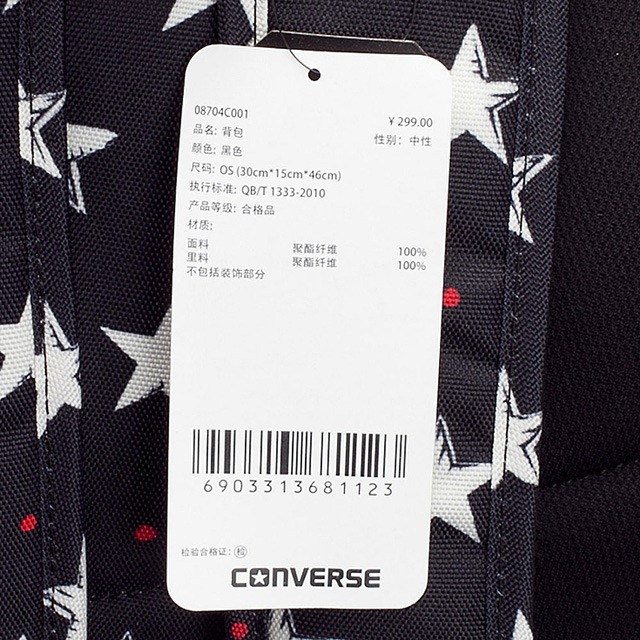 08704C001
¥ 299.00
品名: 背包
性别: 中性
颜色: 黑色
尺码: OS (30cm*15cm*46cm)
执行标准: QB/T 1333-2010
产品等级: 合格品
材质:
面料 聚酯纤维 100%
里料 聚酯纤维 100%
不包括装饰部分
6903313681123
检验合格证: 检
CONVERSE